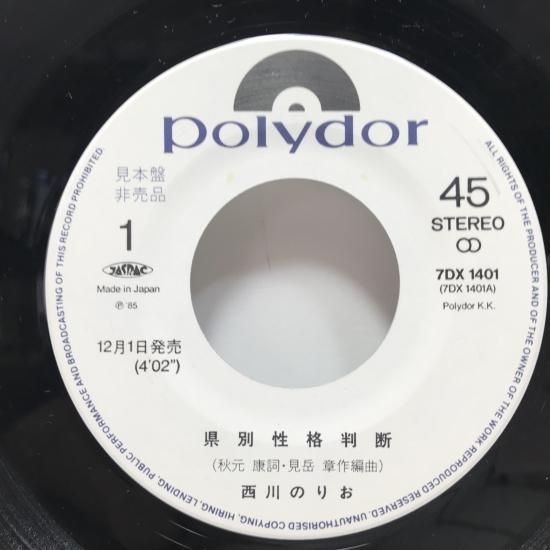 polydor
見本盤
非売品
1
JASRAC
Made in Japan
Ⓟ '85
12月1日発売
(4'02")
45
STEREO
7DX 1401
(7DX 1401A)
Polydor K.K.
県別性格判断
(秋元 康詞・見岳 章作編曲)
西川のりお
ALL RIGHTS OF THE PRODUCER AND OF THE OWNER OF THE WORK REPRODUCED RESERVED. UNAUTHORISED COPYING, HIRING, LENDING, PUBLIC PERFORMANCE AND BROADCASTING OF THIS RECORD PROHIBITED.